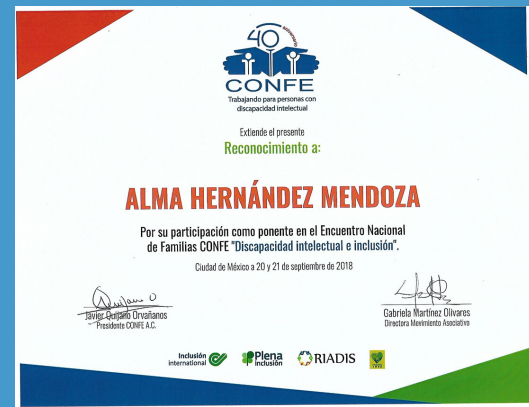 40 aniversario
CONFE
Trabajando para personas con
discapacidad intelectual
Extiende el presente
Reconocimiento a:
ALMA HERNÁNDEZ MENDOZA
Por su participación como ponente en el Encuentro Nacional
de Familias CONFE "Discapacidad intelectual e inclusión".
Ciudad de México a 20 y 21 de septiembre de 2018
Javier Quijano Orvañanos
Presidente CONFE A.C.
Gabriela Martínez Olivares
Directora Movimiento Asociativo
Inclusión
international
Plena
inclusión
RIADIS